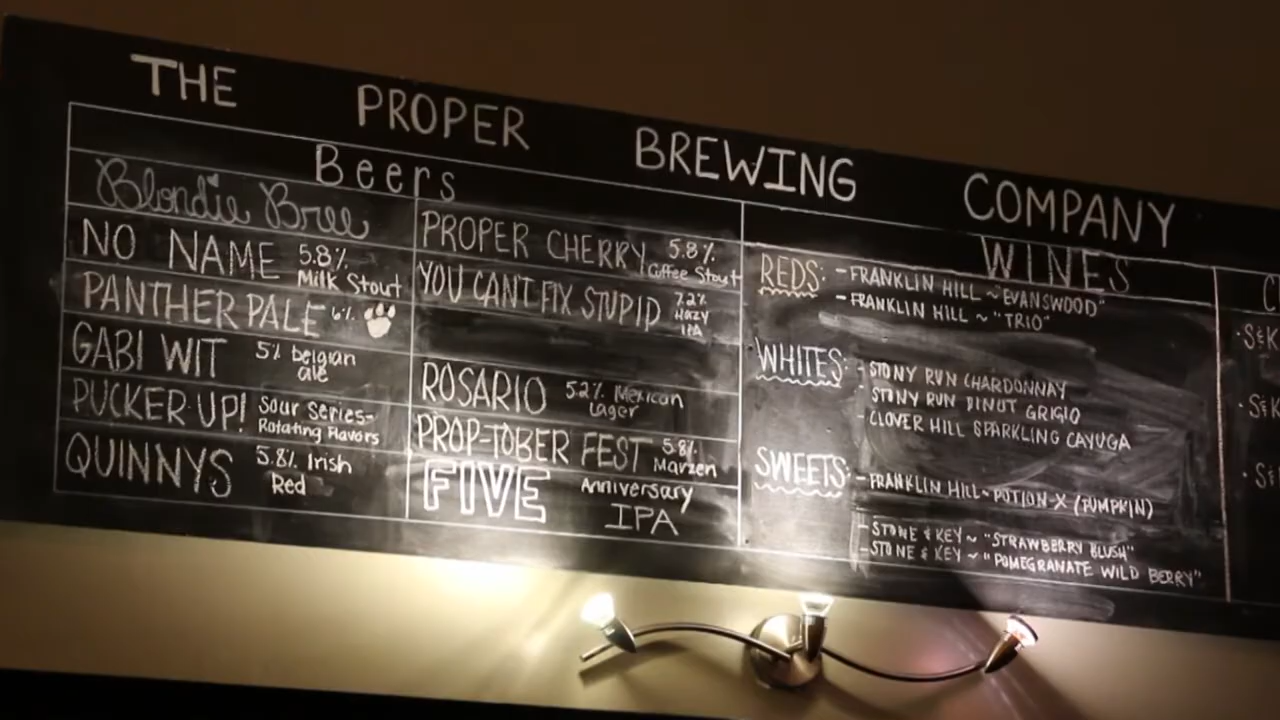 THE PROPER BREWING COMPANY
Beers
Blondie Bree
NO NAME 5.8% Milk Stout
PANTHER PALE 6%
GABI WIT 5% belgian ale
PUCKER UP! Sour Series- Rotating Flavors
QUINNYS 5.8% Irish Red
PROPER CHERRY 5.8% Coffee Stout
YOU CAN'T FIX STUPID 7.2% Hazy IPA
ROSARIO 5.2% Mexican Lager
PROP-TOBER FEST 5.8% Marzen
FIVE Anniversary IPA
WINES
REDS: - FRANKLIN HILL ~ "EVANSWOOD"
- FRANKLIN HILL ~ "TRIO"
WHITES: - STONY RUN CHARDONNAY
- STONY RUN PINOT GRIGIO
- CLOVER HILL SPARKLING CAYUGA
SWEETS: - FRANKLIN HILL ~ POTION-X (PUMPKIN)
- STONE & KEY ~ "STRAWBERRY BLUSH"
- STONE & KEY ~ "POMEGRANATE WILD BERRY"
C
• S&K
• S&K
• S&